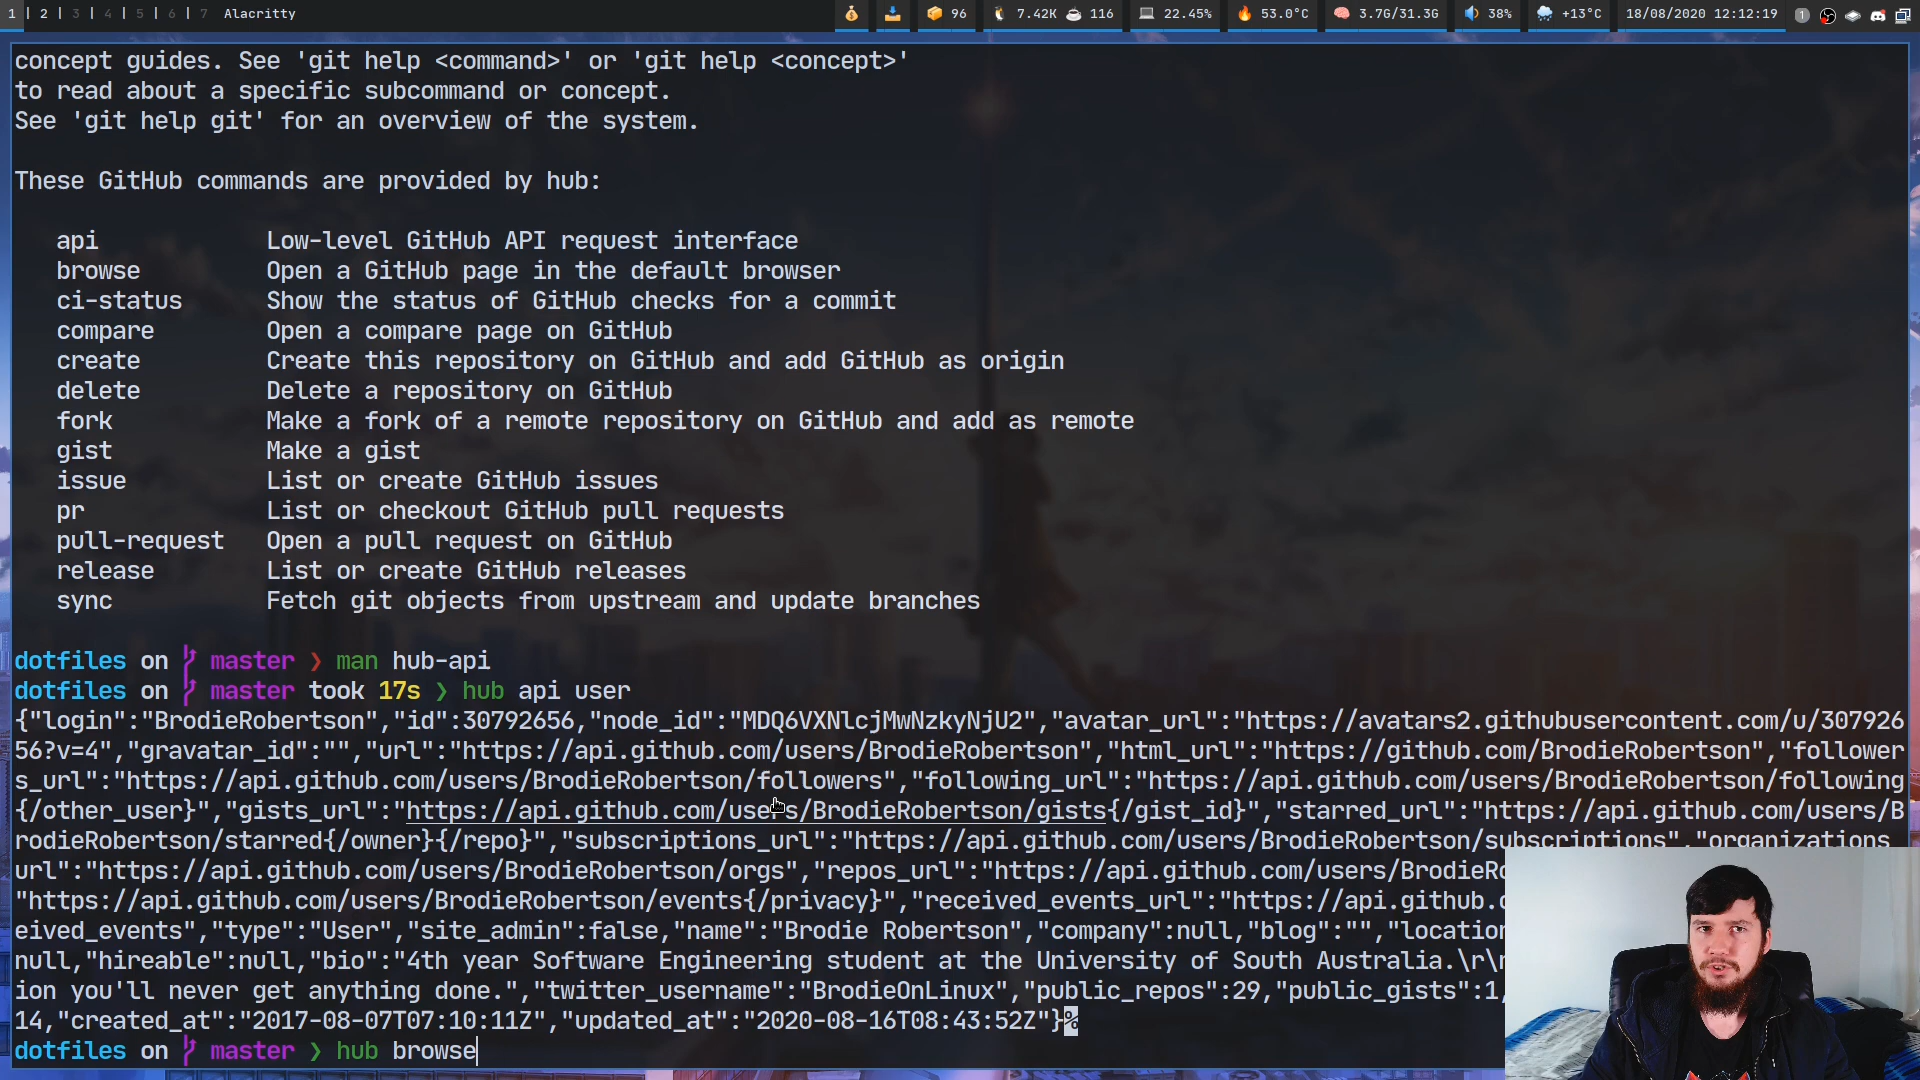 1 | 2 | 3 | 4 | 5 | 6 | 7 Alacritty 96 7.42K 116 22.45% 53.0°C 3.7G/31.3G 38% +13°C 18/08/2020 12:12:19 1
concept guides. See 'git help <command>' or 'git help <concept>'
to read about a specific subcommand or concept.
See 'git help git' for an overview of the system.
These GitHub commands are provided by hub:
api Low-level GitHub API request interface
browse Open a GitHub page in the default browser
ci-status Show the status of GitHub checks for a commit
compare Open a compare page on GitHub
create Create this repository on GitHub and add GitHub as origin
delete Delete a repository on GitHub
fork Make a fork of a remote repository on GitHub and add as remote
gist Make a gist
issue List or create GitHub issues
pr List or checkout GitHub pull requests
pull-request Open a pull request on GitHub
release List or create GitHub releases
sync Fetch git objects from upstream and update branches
dotfiles on master ❯ man hub-api
dotfiles on master took 17s ❯ hub api user
{"login":"BrodieRobertson","id":30792656,"node_id":"MDQ6VXNlcjMwNzkyNjU2","avatar_url":"https://avatars2.githubusercontent.com/u/307926
56?v=4","gravatar_id":"","url":"https://api.github.com/users/BrodieRobertson","html_url":"https://github.com/BrodieRobertson","follower
s_url":"https://api.github.com/users/BrodieRobertson/followers","following_url":"https://api.github.com/users/BrodieRobertson/following
{/other_user}","gists_url":"https://api.github.com/users/BrodieRobertson/gists{/gist_id}","starred_url":"https://api.github.com/users/B
rodieRobertson/starred{/owner}{/repo}","subscriptions_url":"https://api.github.com/users/BrodieRobertson/subscriptions","organizations_
url":"https://api.github.com/users/BrodieRobertson/orgs","repos_url":"https://api.github.com/users/BrodieRo
"https://api.github.com/users/BrodieRobertson/events{/privacy}","received_events_url":"https://api.github.c
eived_events","type":"User","site_admin":false,"name":"Brodie Robertson","company":null,"blog":"","location
null,"hireable":null,"bio":"4th year Software Engineering student at the University of South Australia.\r\n
ion you'll never get anything done.","twitter_username":"BrodieOnLinux","public_repos":29,"public_gists":1,
14,"created_at":"2017-08-07T07:10:11Z","updated_at":"2020-08-16T08:43:52Z"}%
dotfiles on master ❯ hub browse